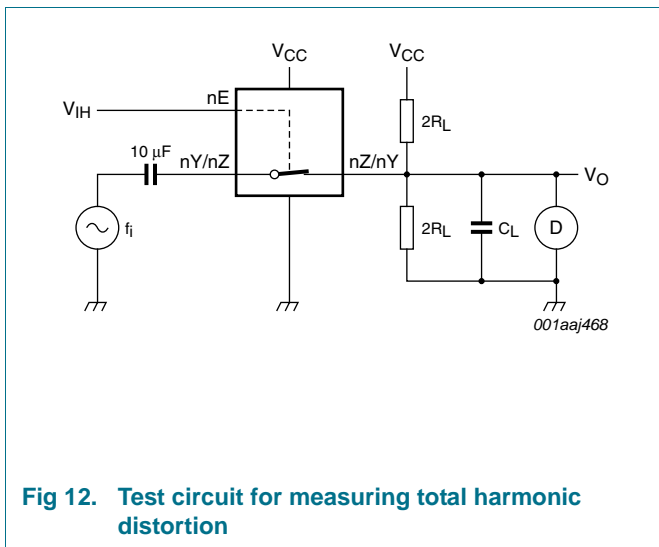 VCC
VCC
nE
VIH
2RL
10 μF
nY/nZ
nZ/nY
VO
fi
2RL
CL
D
001aaj468
Fig 12. Test circuit for measuring total harmonic
distortion